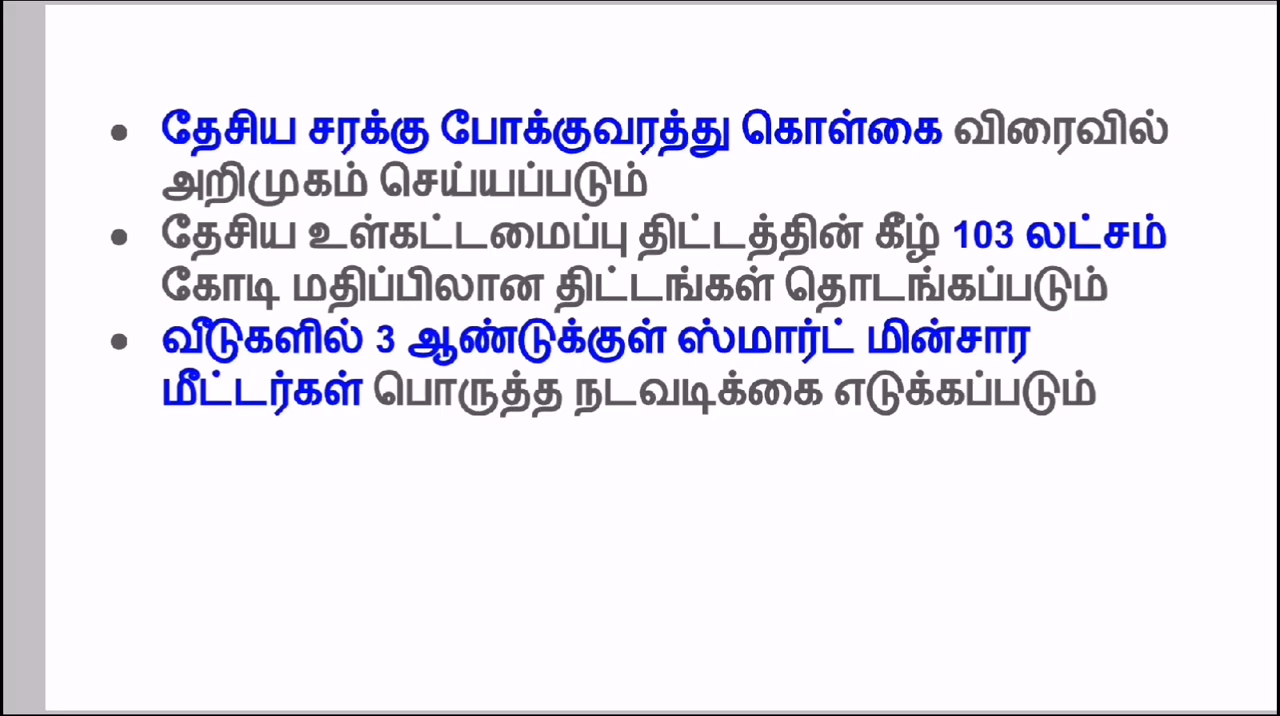 ● தேசிய சரக்கு போக்குவரத்து கொள்கை விரைவில்
அறிமுகம் செய்யப்படும்
● தேசிய உள்கட்டமைப்பு திட்டத்தின் கீழ் 103 லட்சம்
கோடி மதிப்பிலான திட்டங்கள் தொடங்கப்படும்
● வீடுகளில் 3 ஆண்டுக்குள் ஸ்மார்ட் மின்சார
மீட்டர்கள் பொருத்த நடவடிக்கை எடுக்கப்படும்